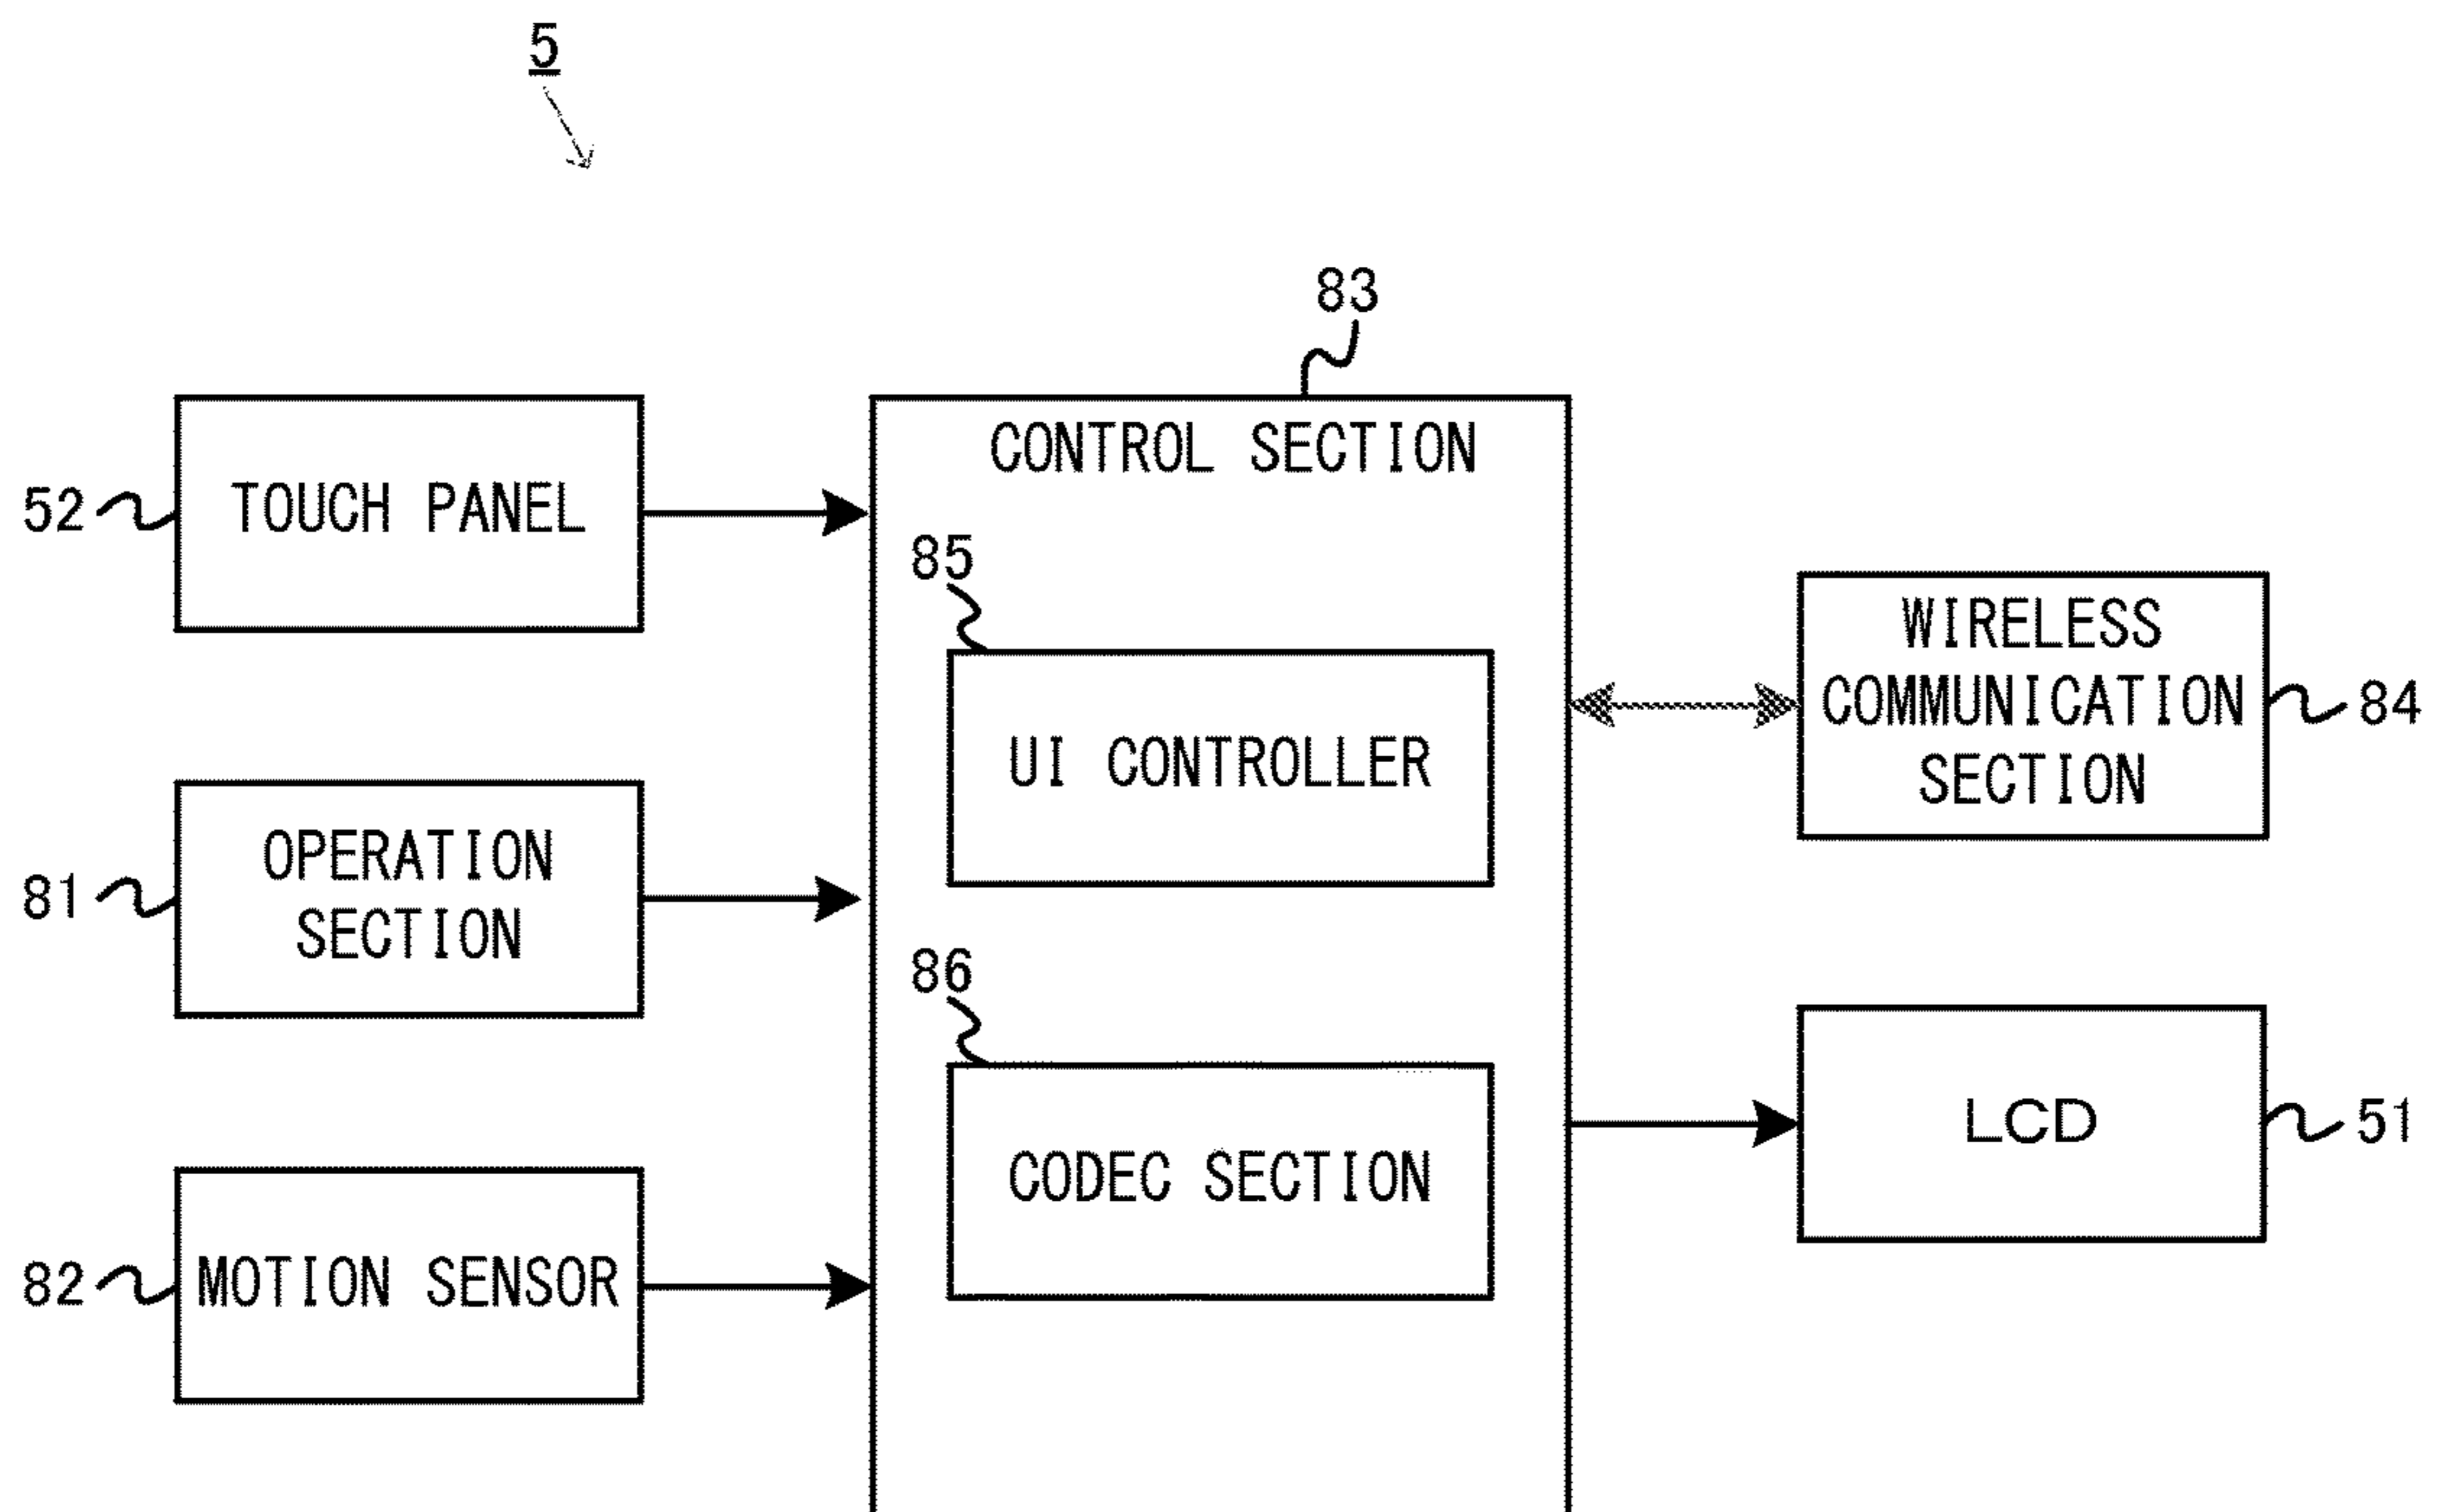 5
83
CONTROL SECTION
52
TOUCH PANEL
85
UI CONTROLLER
WIRELESS
COMMUNICATION
SECTION
84
81
OPERATION
SECTION
86
CODEC SECTION
LCD
51
82
MOTION SENSOR